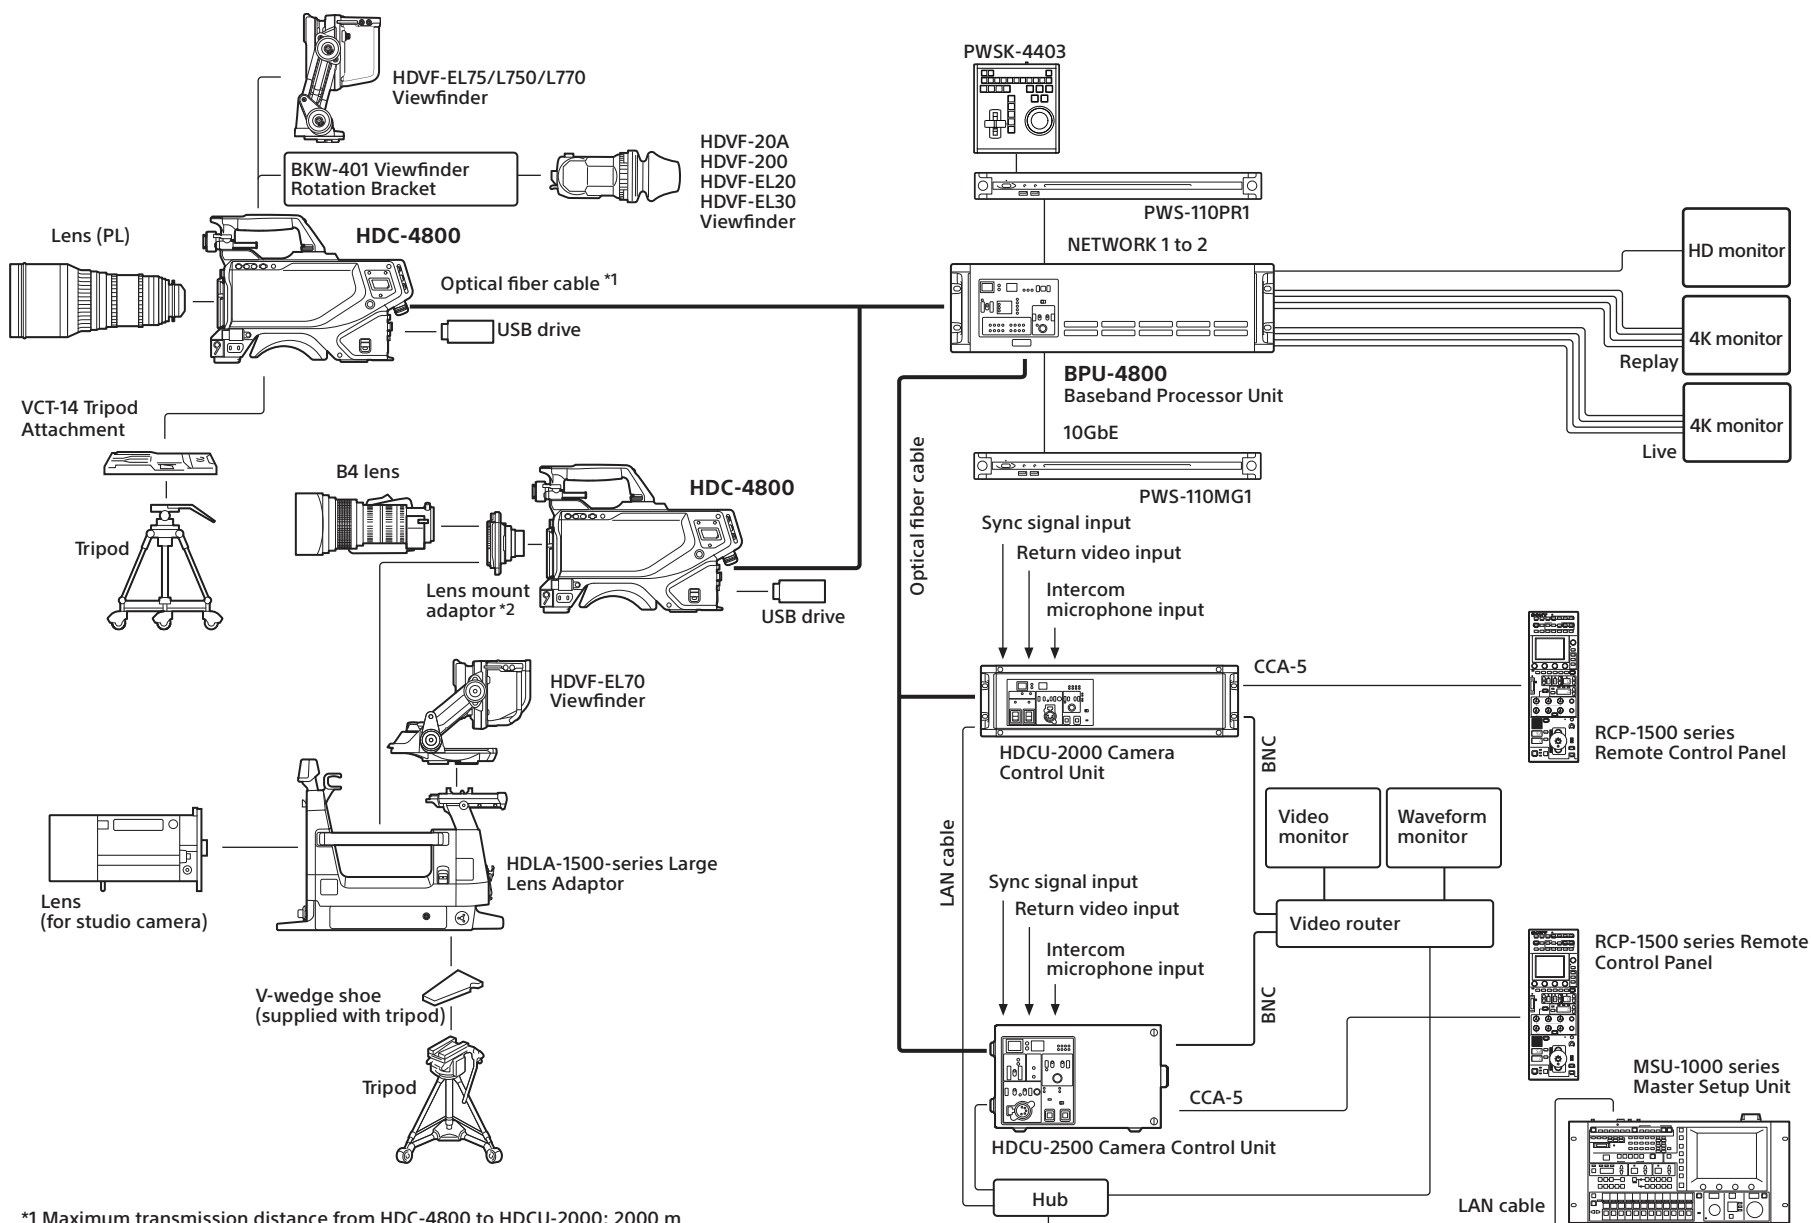 PWSK-4403
HDVF-EL75/L750/L770
Viewfinder
HDVF-20A
HDVF-200
HDVF-EL20
HDVF-EL30
Viewfinder
BKW-401 Viewfinder
Rotation Bracket
PWS-110PR1
Lens (PL)
HDC-4800
NETWORK 1 to 2
HD monitor
Optical fiber cable *1
USB drive
4K monitor
Replay
BPU-4800
Baseband Processor Unit
VCT-14 Tripod
Attachment
10GbE
4K monitor
Live
Optical fiber cable
B4 lens
HDC-4800
PWS-110MG1
Sync signal input
Return video input
Intercom
microphone input
Tripod
Lens mount
adaptor *2
USB drive
CCA-5
HDVF-EL70
Viewfinder
RCP-1500 series
Remote Control Panel
HDCU-2000 Camera
Control Unit
BNC
Video
monitor
Waveform
monitor
LAN cable
HDLA-1500-series Large
Lens Adaptor
Sync signal input
Return video input
Intercom
microphone input
Lens
(for studio camera)
Video router
RCP-1500 series Remote
Control Panel
V-wedge shoe
(supplied with tripod)
BNC
Tripod
MSU-1000 series
Master Setup Unit
CCA-5
HDCU-2500 Camera Control Unit
Hub
LAN cable
*1 Maximum transmission distance from HDC-4800 to HDCU-2000: 2000 m